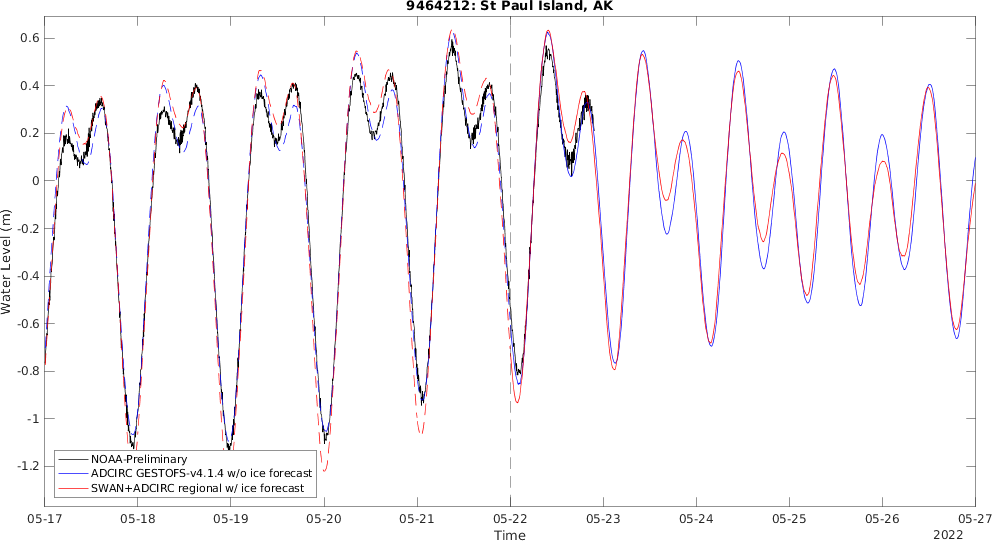 9464212: St Paul Island, AK
Water Level (m)
0.6
0.4
0.2
0
-0.2
-0.4
-0.6
-0.8
-1
-1.2
NOAA-Preliminary
ADCIRC GESTOFS-v4.1.4 w/o ice forecast
SWAN+ADCIRC regional w/ ice forecast
05-17 05-18 05-19 05-20 05-21 05-22 05-23 05-24 05-25 05-26 05-27
Time
2022